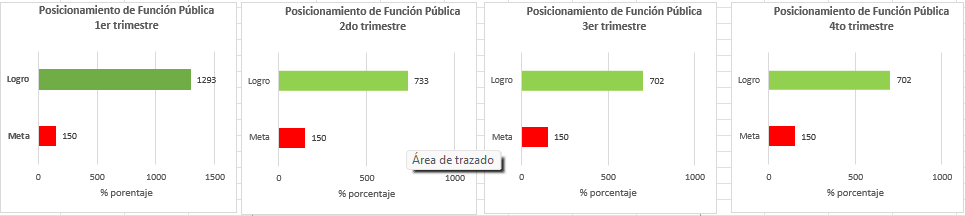 Posicionamiento de Función Pública
1er trimestre
Logro
1293
Meta
150
0
500
1000
1500
% porentaje
Posicionamiento de Función Pública
2do trimestre
Logro
733
Meta
150
Área de trazado
0
500
1000
% porcentaje
Posicionamiento de Función Pública
3er trimestre
Logro
702
Meta
150
0
500
1000
% porcentaje
Posicionamiento de Función Pública
4to trimestre
Logro
702
Meta
150
0
500
1000
% porcentaje